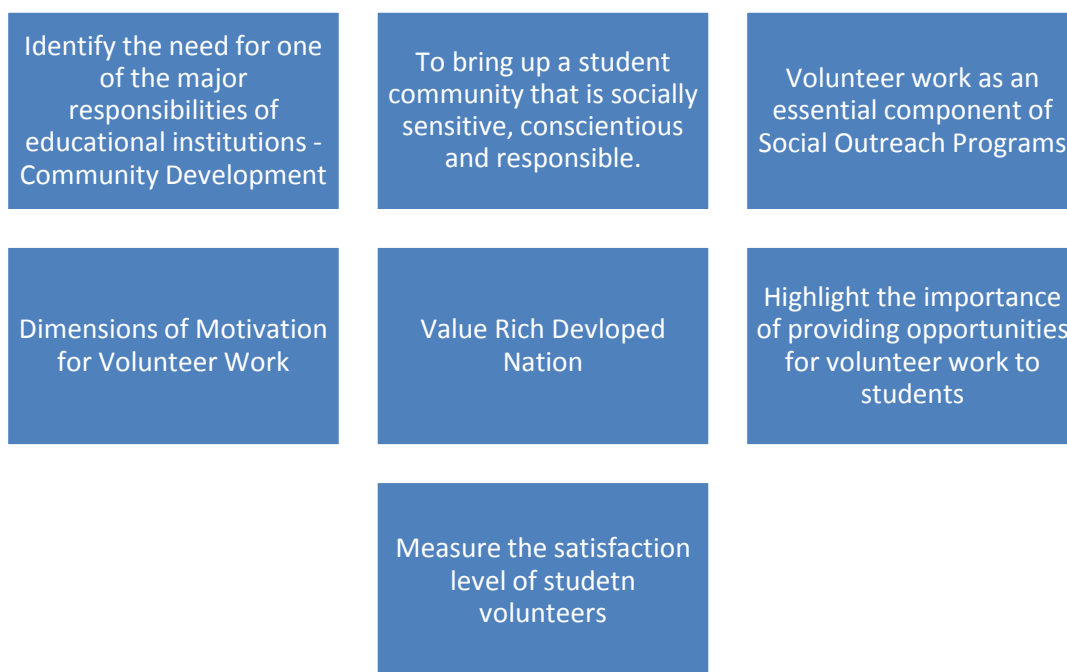 Identify the need for one
of the major
responsibilities of
educational institutions -
Community Development
To bring up a student
community that is socially
sensitive, conscientious
and responsible.
Volunteer work as an
essential component of
Social Outreach Programs
Dimensions of Motivation
for Volunteer Work
Value Rich Devloped
Nation
Highlight the importance
of providing opportunities
for volunteer work to
students
Measure the satisfaction
level of studetn
volunteers